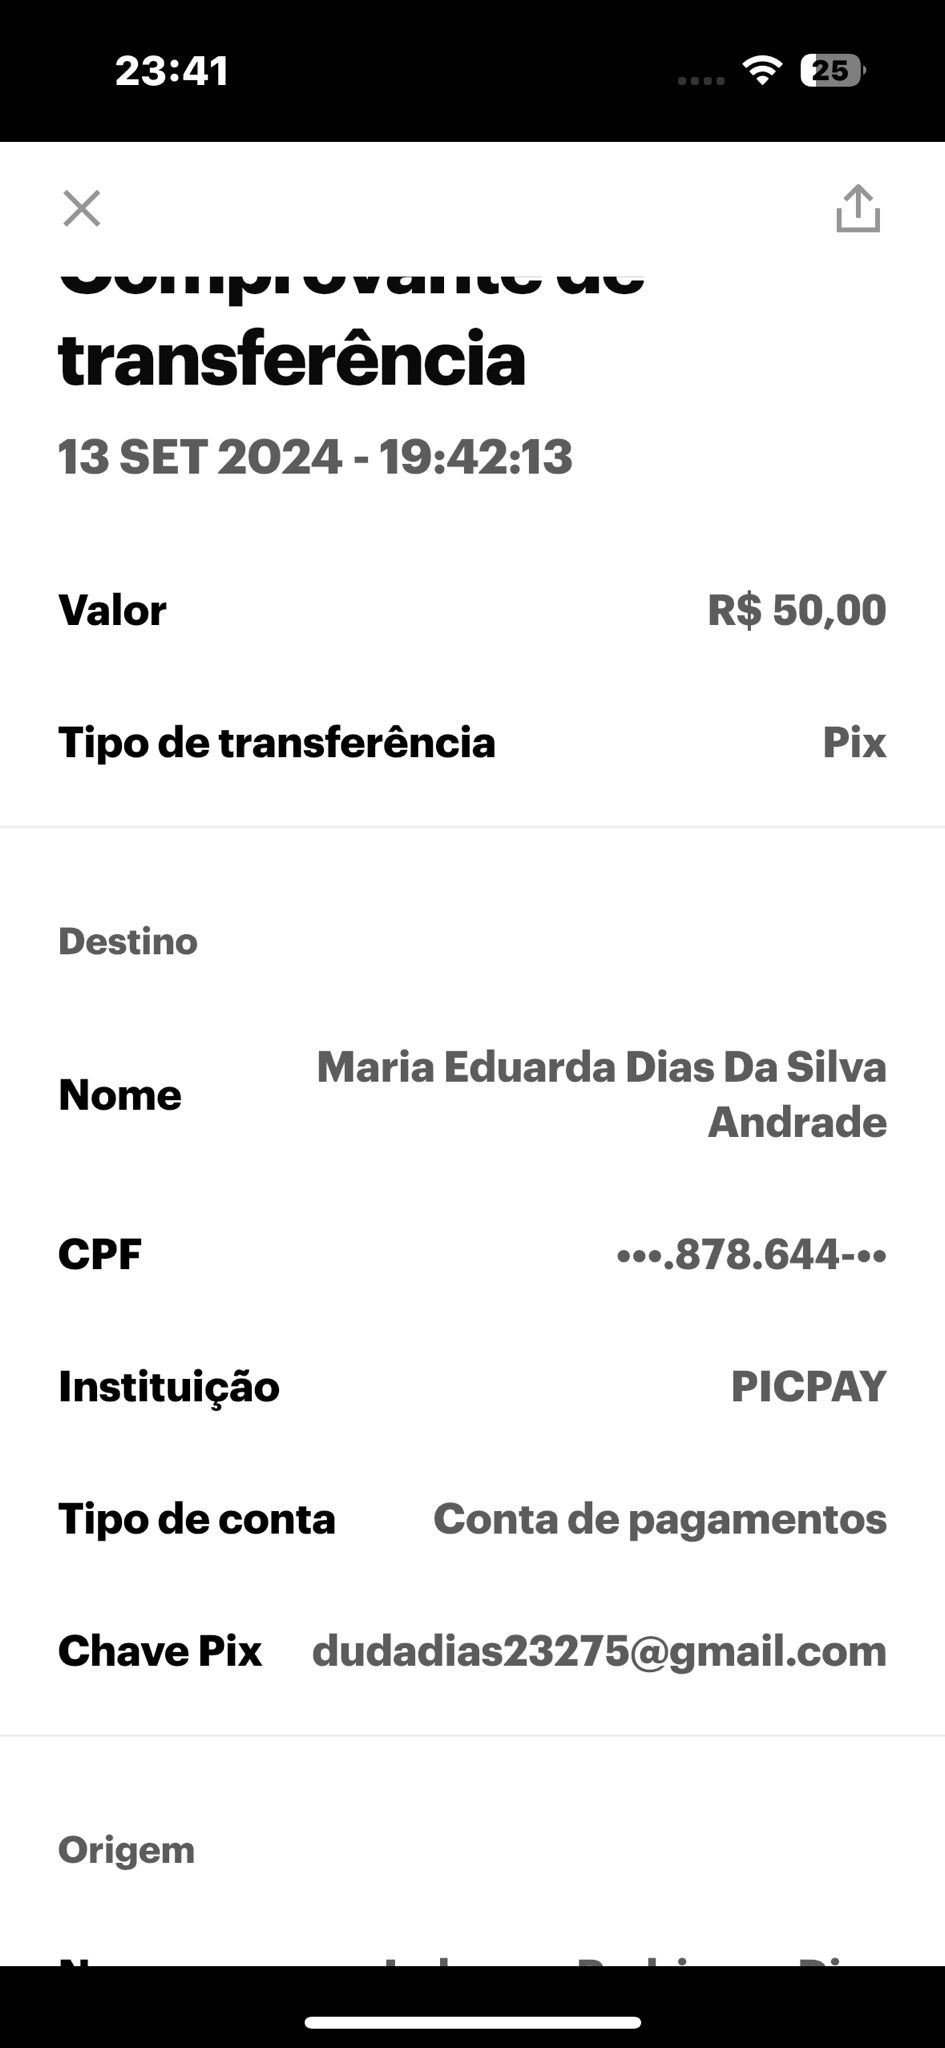 23:41
25
Comprovante de
transferência
13 SET 2024 - 19:42:13
Valor R$ 50,00
Tipo de transferência Pix
Destino
Nome Maria Eduarda Dias Da Silva
Andrade
CPF •••.878.644-••
Instituição PICPAY
Tipo de conta Conta de pagamentos
Chave Pix dudadias23275@gmail.com
Origem